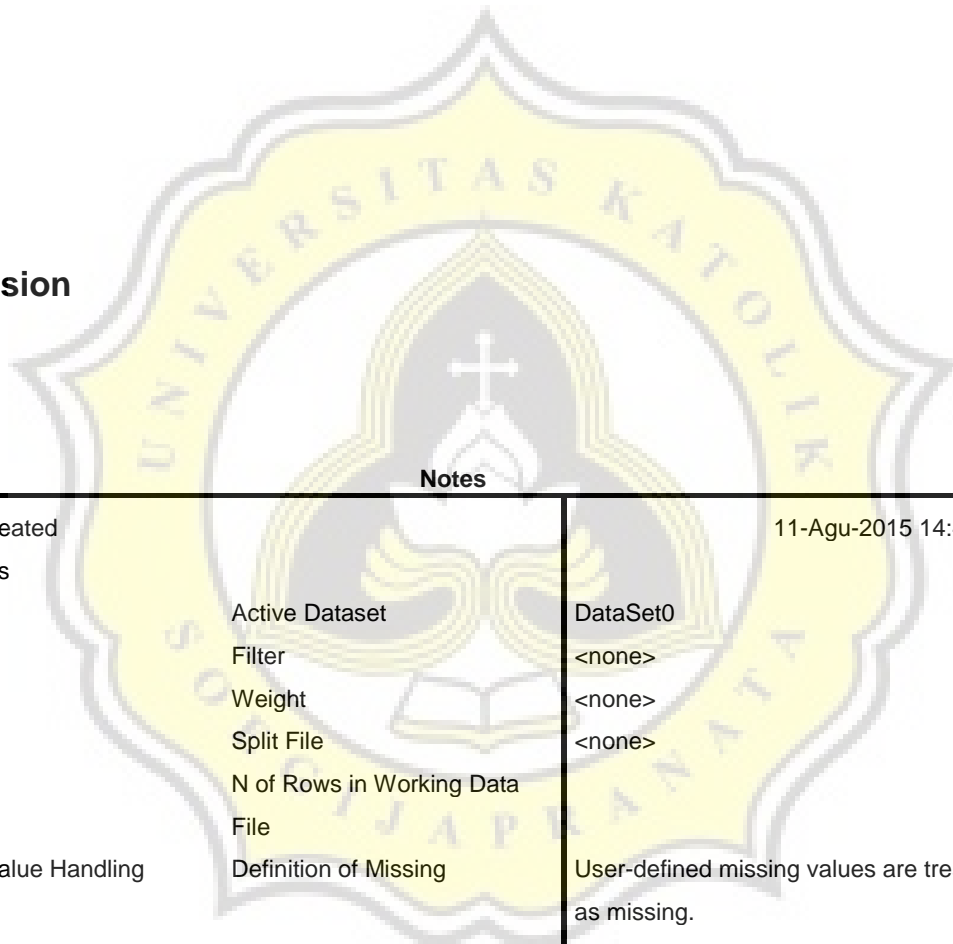 sion
Notes
eated 11-Agu-2015 14:
s
Active Dataset DataSet0
Filter <none>
Weight <none>
Split File <none>
N of Rows in Working Data
File
alue Handling Definition of Missing User-defined missing values are tre
as missing.
UNIVERSITAS KATOLIK
SOEGIJAPRANATA